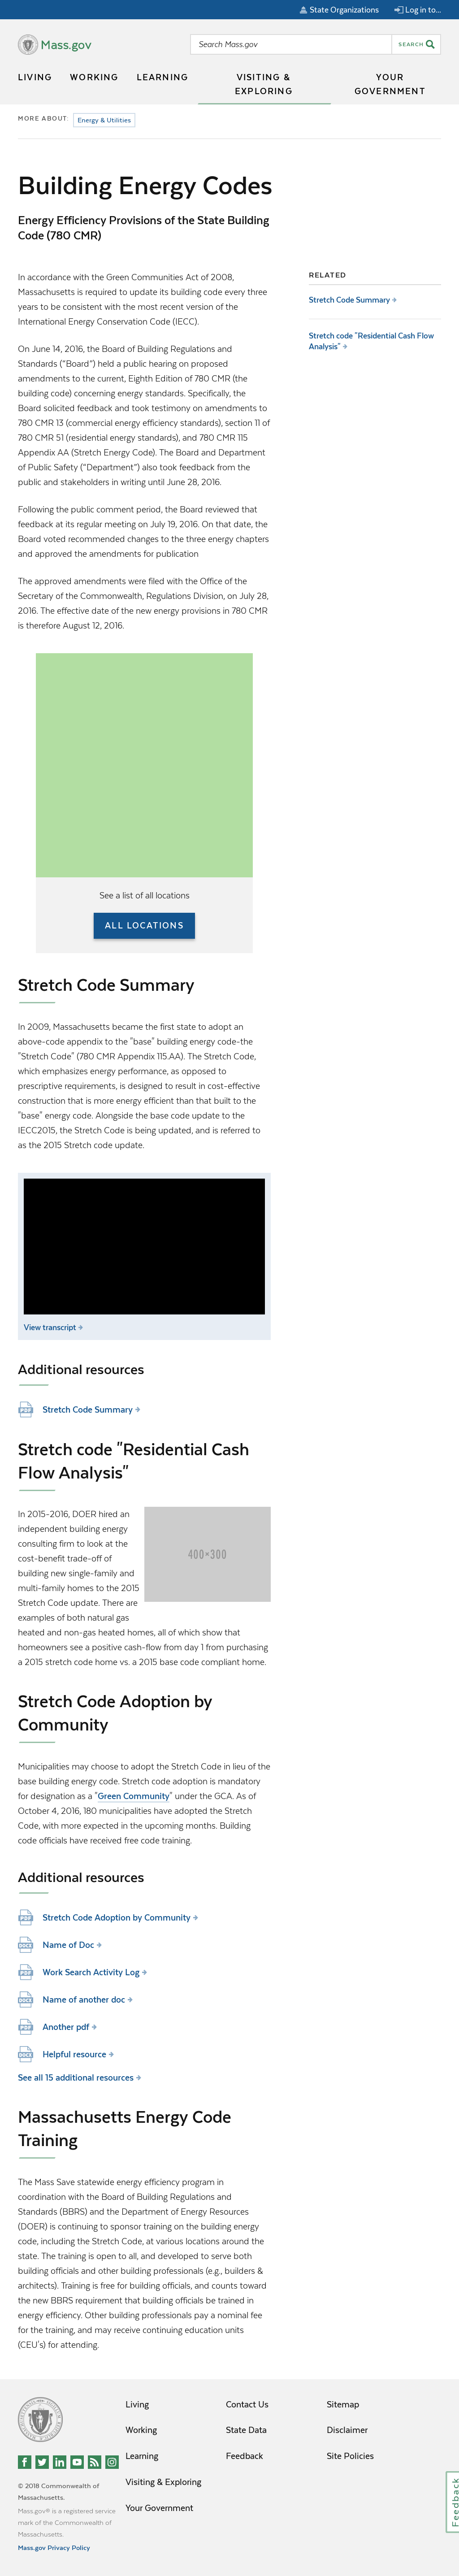 State Organizations
Log in to...
Mass.gov
Search Mass.gov
SEARCH
LIVING
WORKING
LEARNING
VISITING &
EXPLORING
YOUR
GOVERNMENT
MORE ABOUT:
Energy & Utilities
Building Energy Codes
Energy Efficiency Provisions of the State Building
Code (780 CMR)
In accordance with the Green Communities Act of 2008,
Massachusetts is required to update its building code every three
years to be consistent with the most recent version of the
International Energy Conservation Code (IECC).
On June 14, 2016, the Board of Building Regulations and
Standards ("Board") held a public hearing on proposed
amendments to the current, Eighth Edition of 780 CMR (the
building code) concerning energy standards. Specifically, the
Board solicited feedback and took testimony on amendments to
780 CMR 13 (commercial energy efficiency standards), section 11 of
780 CMR 51 (residential energy standards), and 780 CMR 115
Appendix AA (Stretch Energy Code). The Board and Department
of Public Safety ("Department") also took feedback from the
public and stakeholders in writing until June 28, 2016.
Following the public comment period, the Board reviewed that
feedback at its regular meeting on July 19, 2016. On that date, the
Board voted recommended changes to the three energy chapters
and approved the amendments for publication
The approved amendments were filed with the Office of the
Secretary of the Commonwealth, Regulations Division, on July 28,
2016. The effective date of the new energy provisions in 780 CMR
is therefore August 12, 2016.
RELATED
Stretch Code Summary
Stretch code "Residential Cash Flow
Analysis"
See a list of all locations
ALL LOCATIONS
Stretch Code Summary
In 2009, Massachusetts became the first state to adopt an
above-code appendix to the "base" building energy code-the
"Stretch Code" (780 CMR Appendix 115.AA). The Stretch Code,
which emphasizes energy performance, as opposed to
prescriptive requirements, is designed to result in cost-effective
construction that is more energy efficient than that built to the
"base" energy code. Alongside the base code update to the
IECC2015, the Stretch Code is being updated, and is referred to
as the 2015 Stretch code update.
View transcript
Additional resources
PDF
Stretch Code Summary
Stretch code "Residential Cash
Flow Analysis"
In 2015-2016, DOER hired an
independent building energy
consulting firm to look at the
cost-benefit trade-off of
building new single-family and
multi-family homes to the 2015
Stretch Code update. There are
examples of both natural gas
heated and non-gas heated homes, all of which show that
homeowners see a positive cash-flow from day 1 from purchasing
a 2015 stretch code home vs. a 2015 base code compliant home.
400×300
Stretch Code Adoption by
Community
Municipalities may choose to adopt the Stretch Code in lieu of the
base building energy code. Stretch code adoption is mandatory
for designation as a "Green Community" under the GCA. As of
October 4, 2016, 180 municipalities have adopted the Stretch
Code, with more expected in the upcoming months. Building
code officials have received free code training.
Additional resources
PDF
Stretch Code Adoption by Community
DOCX
Name of Doc
PDF
Work Search Activity Log
DOCX
Name of another doc
PDF
Another pdf
DOCX
Helpful resource
See all 15 additional resources
Massachusetts Energy Code
Training
The Mass Save statewide energy efficiency program in
coordination with the Board of Building Regulations and
Standards (BBRS) and the Department of Energy Resources
(DOER) is continuing to sponsor training on the building energy
code, including the Stretch Code, at various locations around the
state. The training is open to all, and developed to serve both
building officials and other building professionals (e.g., builders &
architects). Training is free for building officials, and counts toward
the new BBRS requirement that building officials be trained in
energy efficiency. Other building professionals pay a nominal fee
for the training, and may receive continuing education units
(CEU's) for attending.
Living
Working
Learning
Visiting & Exploring
Your Government
Contact Us
State Data
Feedback
Sitemap
Disclaimer
Site Policies
© 2018 Commonwealth of
Massachusetts.
Mass.gov® is a registered service
mark of the Commonwealth of
Massachusetts.
Mass.gov Privacy Policy
Feedback